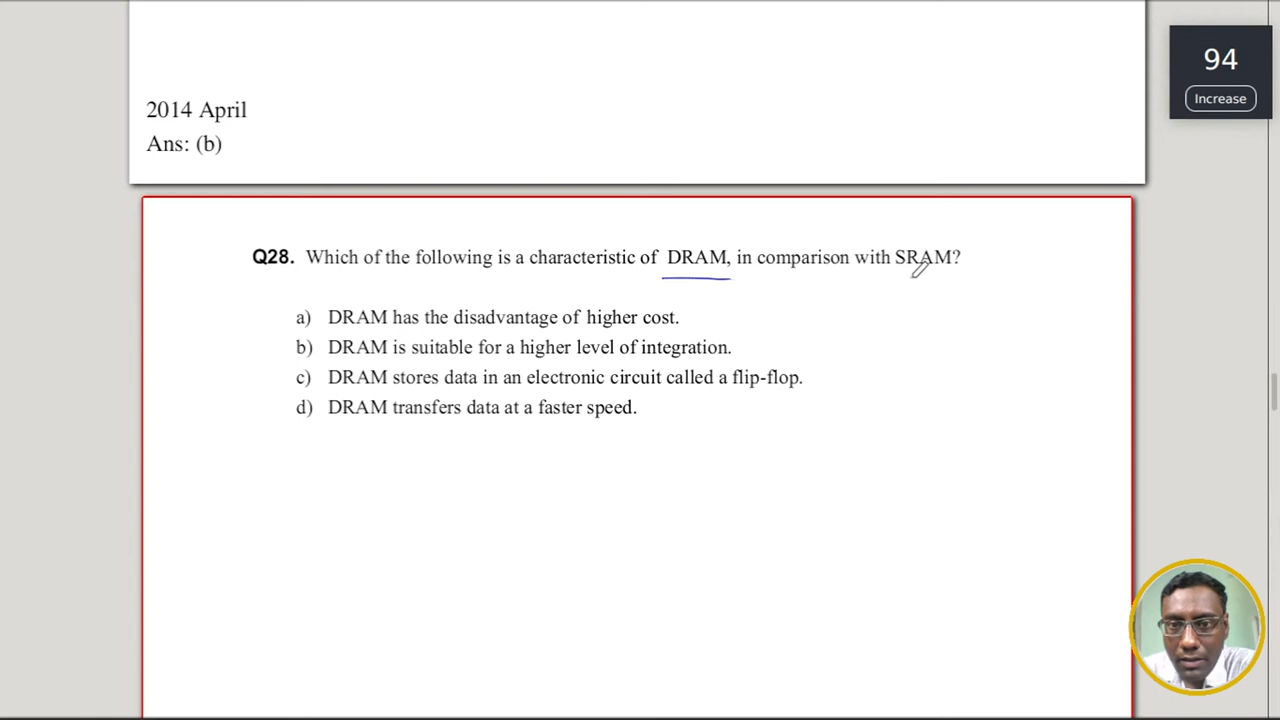 94
Increase
2014 April
Ans: (b)
Q28. Which of the following is a characteristic of DRAM, in comparison with SRAM?
a) DRAM has the disadvantage of higher cost.
b) DRAM is suitable for a higher level of integration.
c) DRAM stores data in an electronic circuit called a flip-flop.
d) DRAM transfers data at a faster speed.